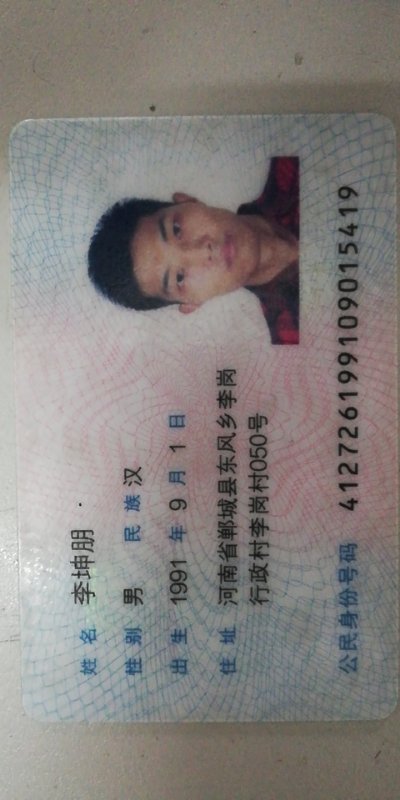 姓名 李坤朋
性别 男 民族 汉
出生 1991 年 9 月 1 日
住址 河南省郸城县东风乡李岗
行政村李岗村050号
公民身份号码 412726199109015419